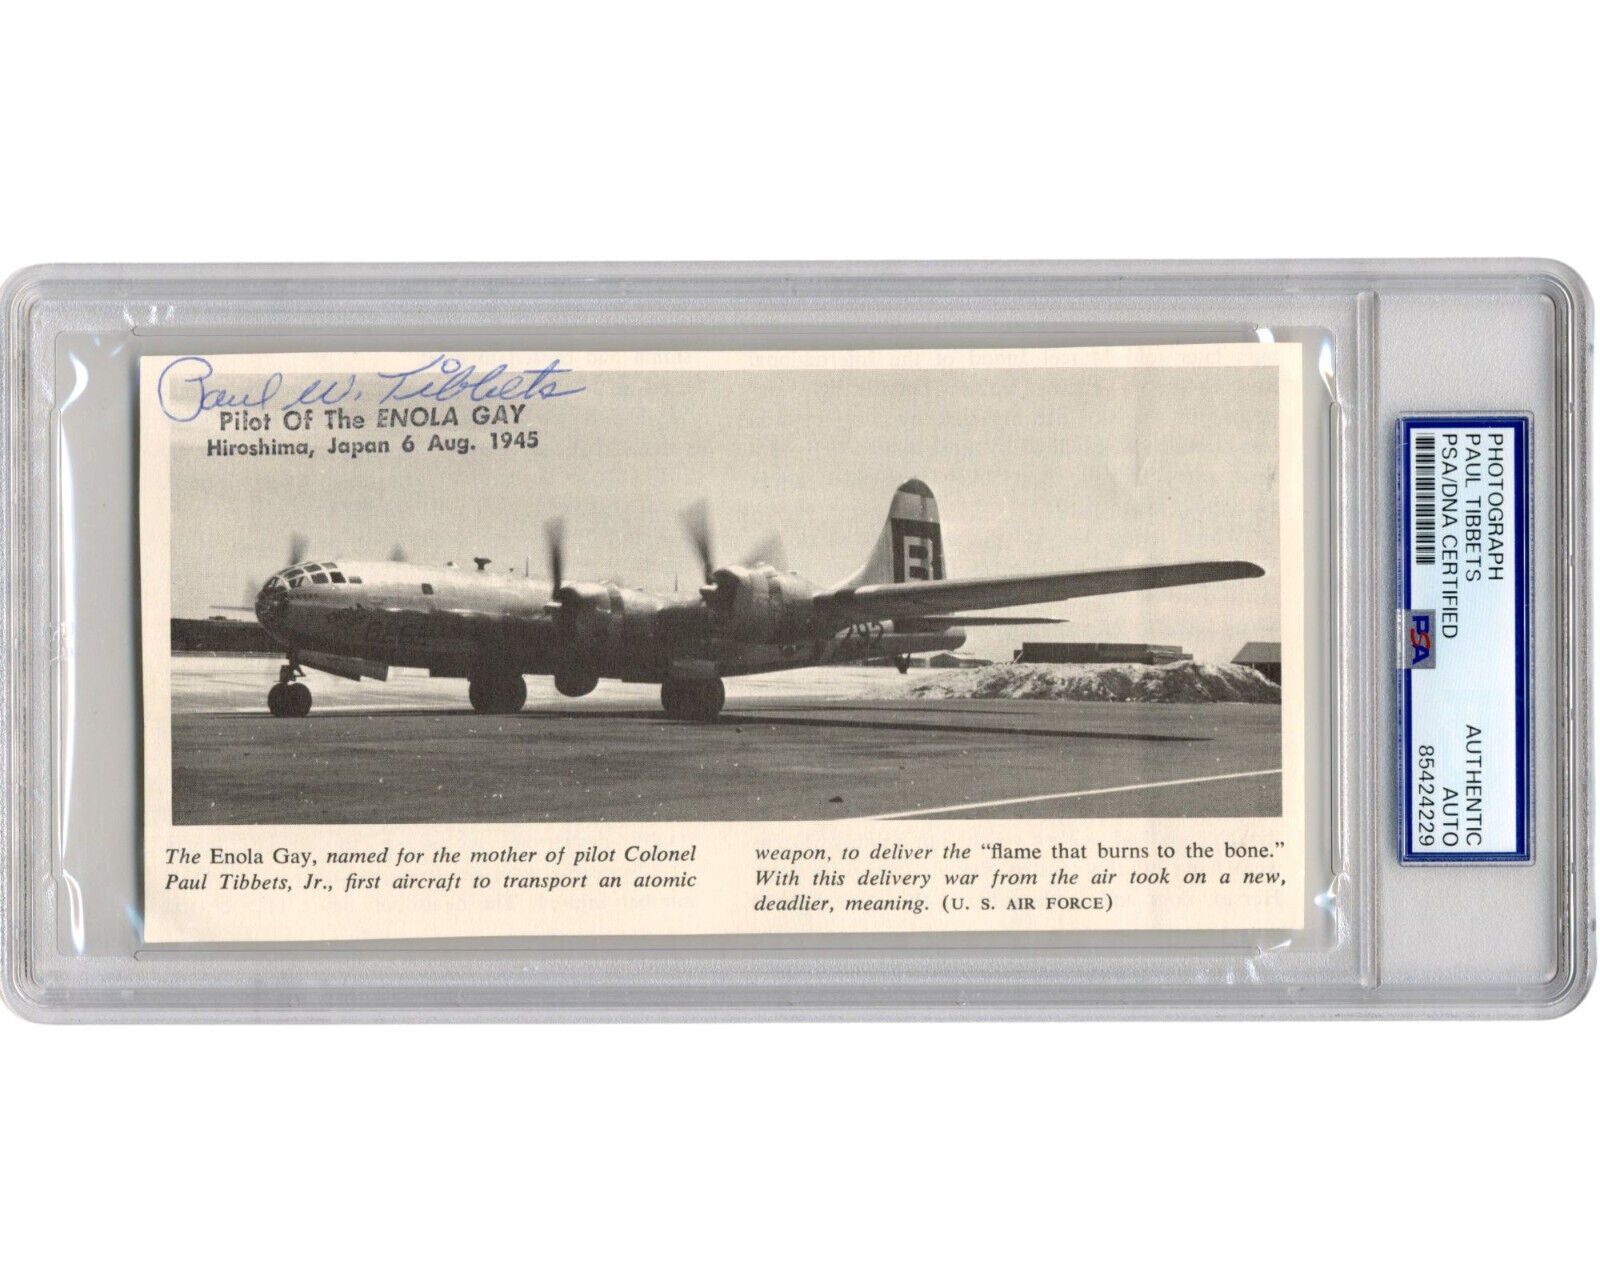 Paul W. Tibbets
Pilot Of The ENOLA GAY
Hiroshima, Japan 6 Aug. 1945
B
292
The Enola Gay, named for the mother of pilot Colonel
Paul Tibbets, Jr., first aircraft to transport an atomic
weapon, to deliver the “flame that burns to the bone.”
With this delivery war from the air took on a new,
deadlier, meaning. (U. S. AIR FORCE)
PHOTOGRAPH
PAUL TIBBETS
PSA/DNA CERTIFIED
PSA
AUTHENTIC
AUTO
85424229